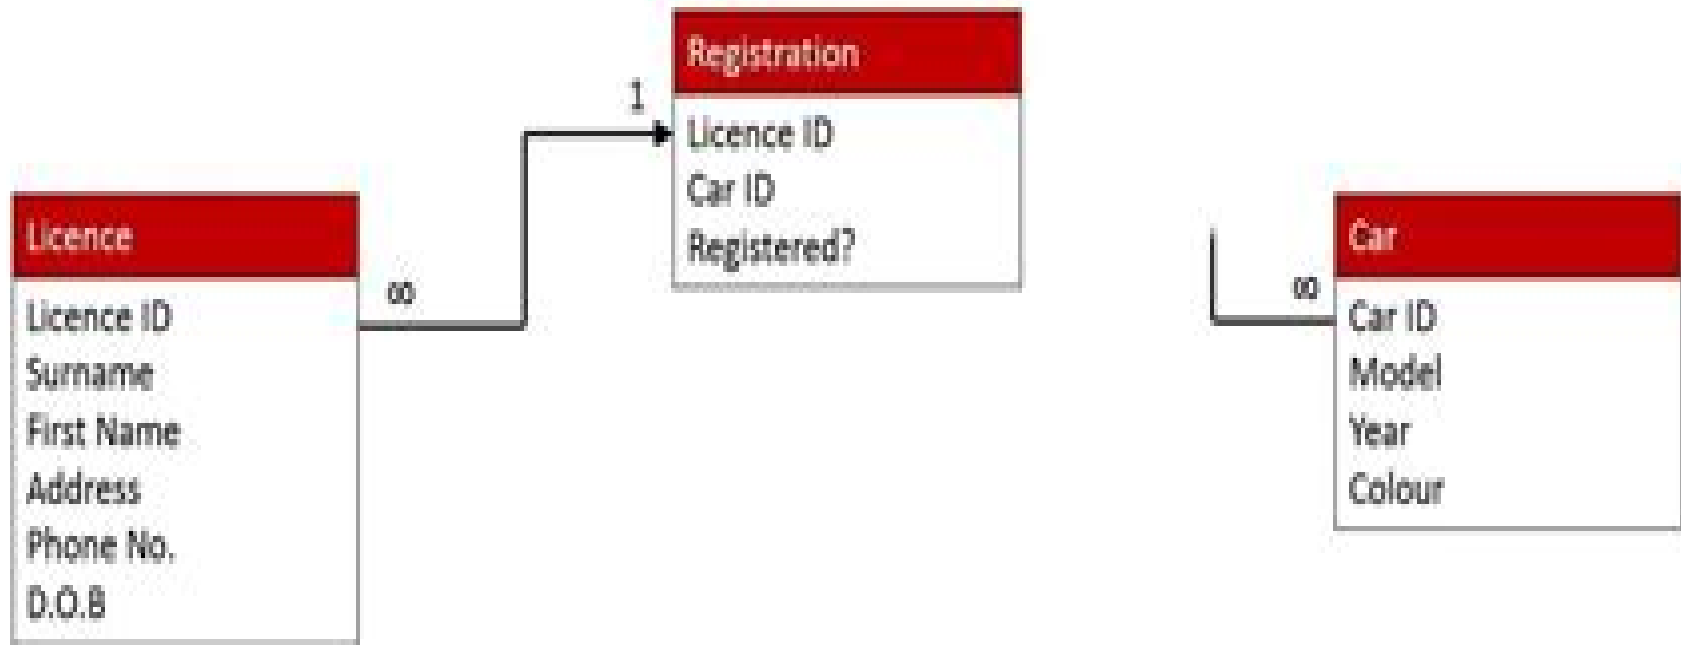 Registration
1
Licence ID
Car ID
Registered?
Licence
∞
Licence ID
Surname
First Name
Address
Phone No.
D.O.B
Car
∞
Car ID
Model
Year
Colour